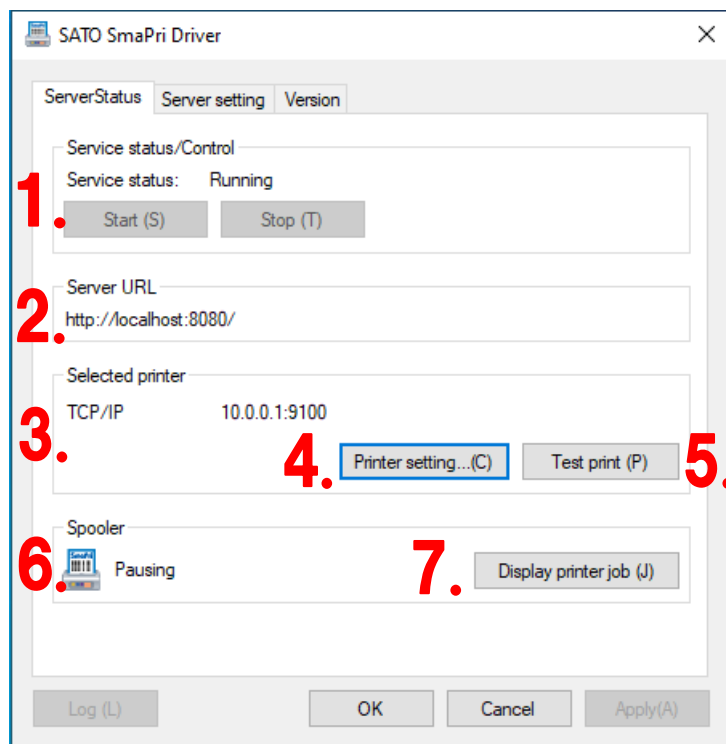 SATO SmaPri Driver
ServerStatus Server setting Version
Service status/Control
Service status: Running
1.
Start (S) Stop (T)
Server URL
2. http://localhost:8080/
Selected printer
TCP/IP 10.0.0.1:9100
3.
4. Printer setting...(C) Test print (P) 5.
Spooler
6. Pausing 7. Display printer job (J)
Log (L) OK Cancel Apply(A)